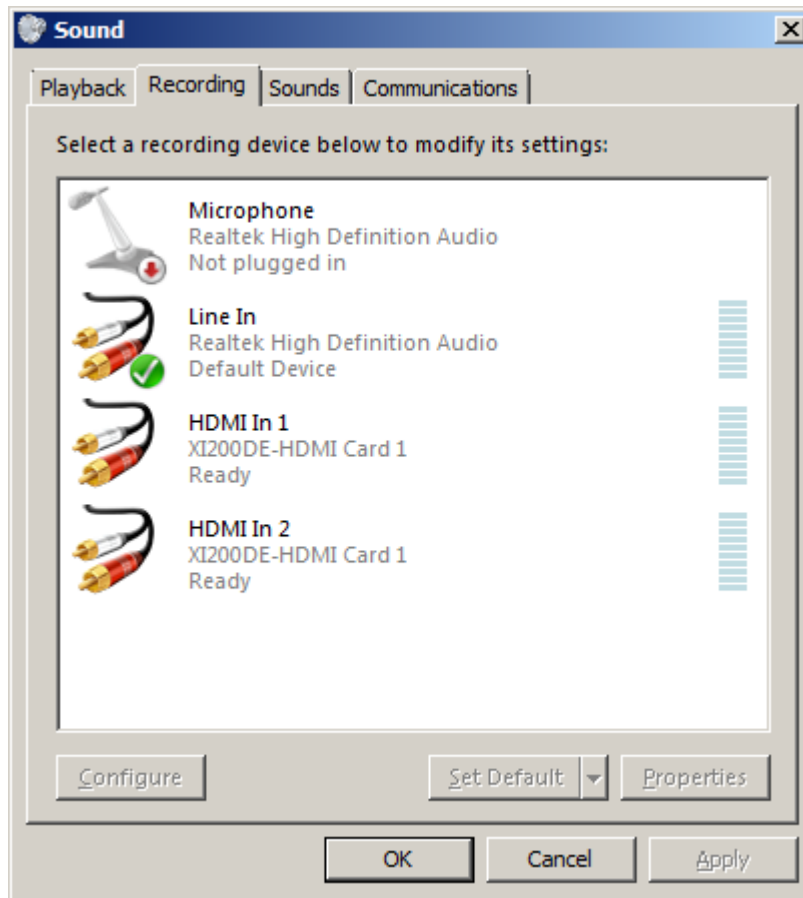 Sound
Playback Recording Sounds Communications
Select a recording device below to modify its settings:
Microphone
Realtek High Definition Audio
Not plugged in
Line In
Realtek High Definition Audio
Default Device
HDMI In 1
XI200DE-HDMI Card 1
Ready
HDMI In 2
XI200DE-HDMI Card 1
Ready
Configure Set Default Properties
OK Cancel Apply